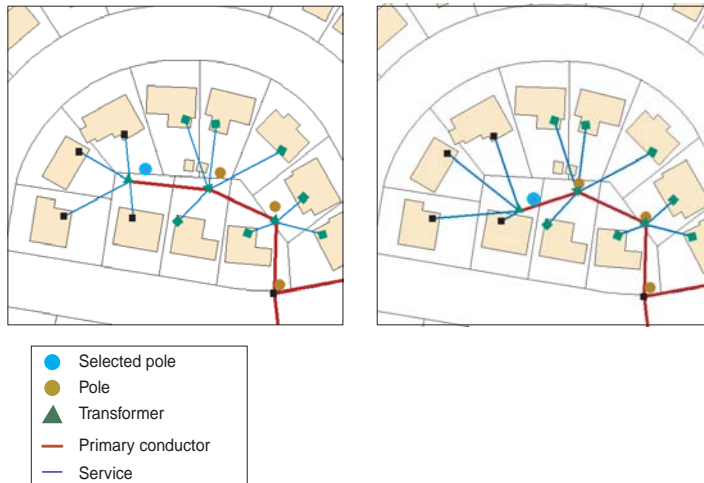 Selected pole
Pole
Transformer
Primary conductor
Service